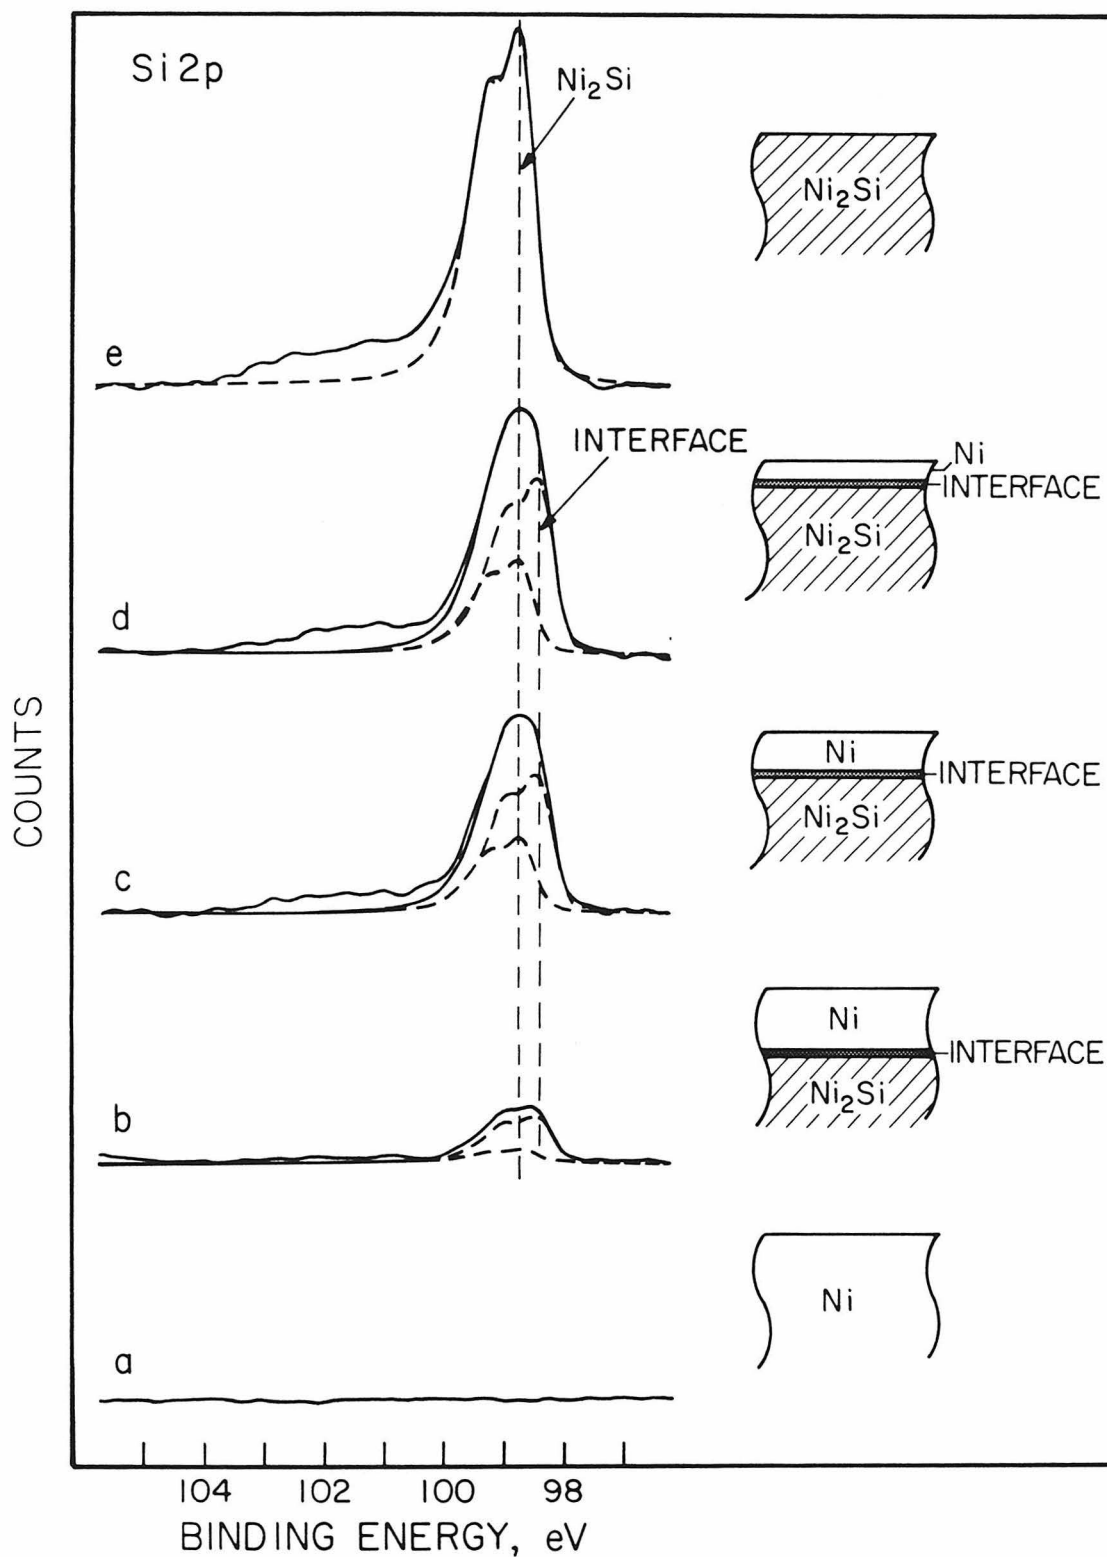 Si2p
Ni₂Si
Ni₂Si
e
INTERFACE
Ni
INTERFACE
Ni₂Si
d
COUNTS
Ni
INTERFACE
Ni₂Si
c
Ni
INTERFACE
Ni₂Si
b
Ni
a
104 102 100 98
BINDING ENERGY, eV